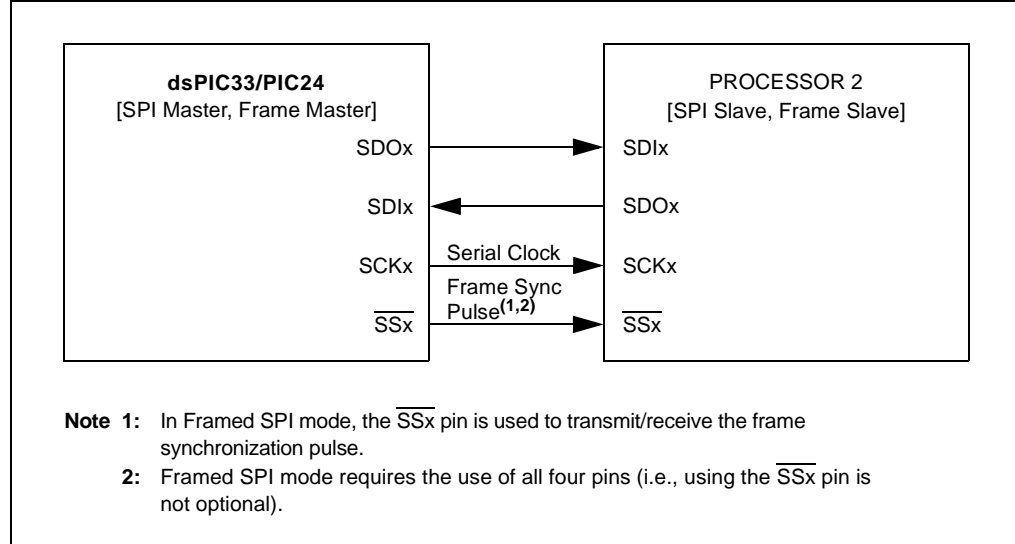 dsPIC33/PIC24
[SPI Master, Frame Master]
SDOx
SDIx
SCKx
SSx
Serial Clock
Frame Sync
Pulse(1,2)
PROCESSOR 2
[SPI Slave, Frame Slave]
SDIx
SDOx
SCKx
SSx
Note 1: In Framed SPI mode, the SSx pin is used to transmit/receive the frame
synchronization pulse.
2: Framed SPI mode requires the use of all four pins (i.e., using the SSx pin is
not optional).